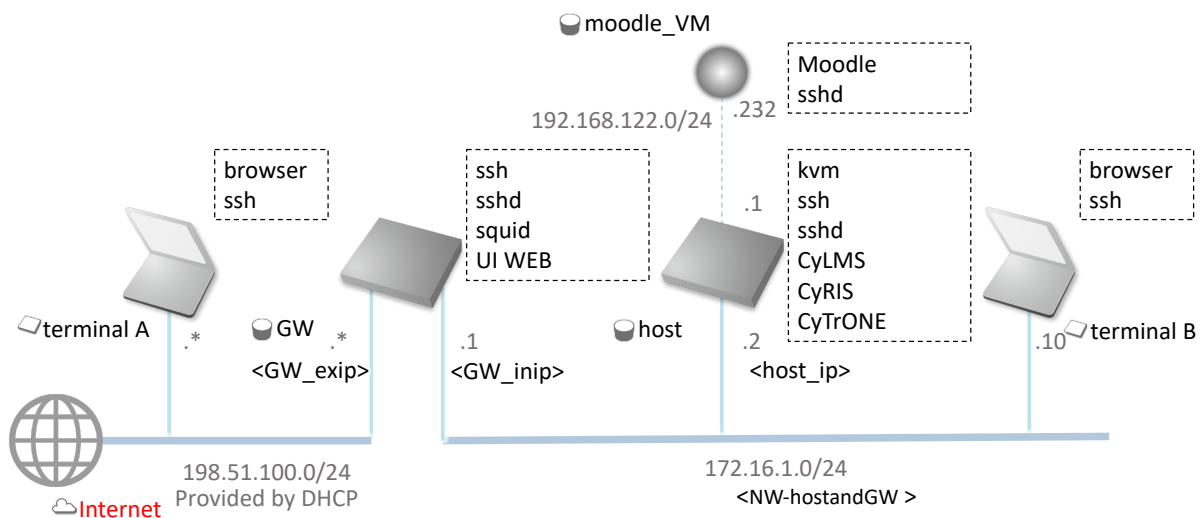 moodle_VM
Moodle
sshd
192.168.122.0/24
.232
browser
ssh
ssh
sshd
squid
UI WEB
.1
kvm
ssh
sshd
CyLMS
CyRIS
CyTrONE
browser
ssh
terminal A
.*
GW
.*
<GW_exip>
.1
<GW_inip>
host
.2
<host_ip>
.10
terminal B
198.51.100.0/24
Provided by DHCP
Internet
172.16.1.0/24
<NW-hostandGW >